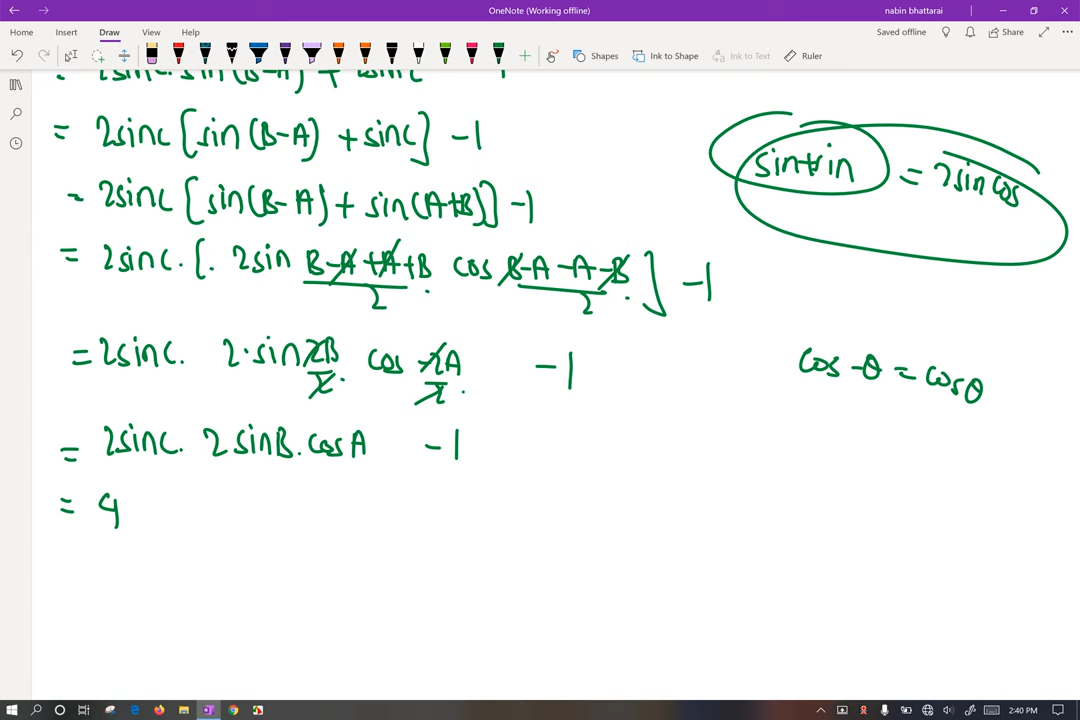 OneNote (Working offline)
nabin bhattarai
Home Insert Draw View Help
Saved offline Share
Shapes Ink to Shape Ink to Text Ruler
= 2sinc [sin(B-A) + sinc] -1
= 2sinc [sin(B-A) + sin(A+B)] -1
= 2sinc. [. 2sin B-A+A+B/2 cos B-A-A-B/2 ] -1
= 2sinc. 2.sin 2B/2 cos -2A/2 -1
= 2sinc. 2sinB.cosA -1
= 4
sin+sin = 2sin cos
cos -θ = cosθ
2:40 PM